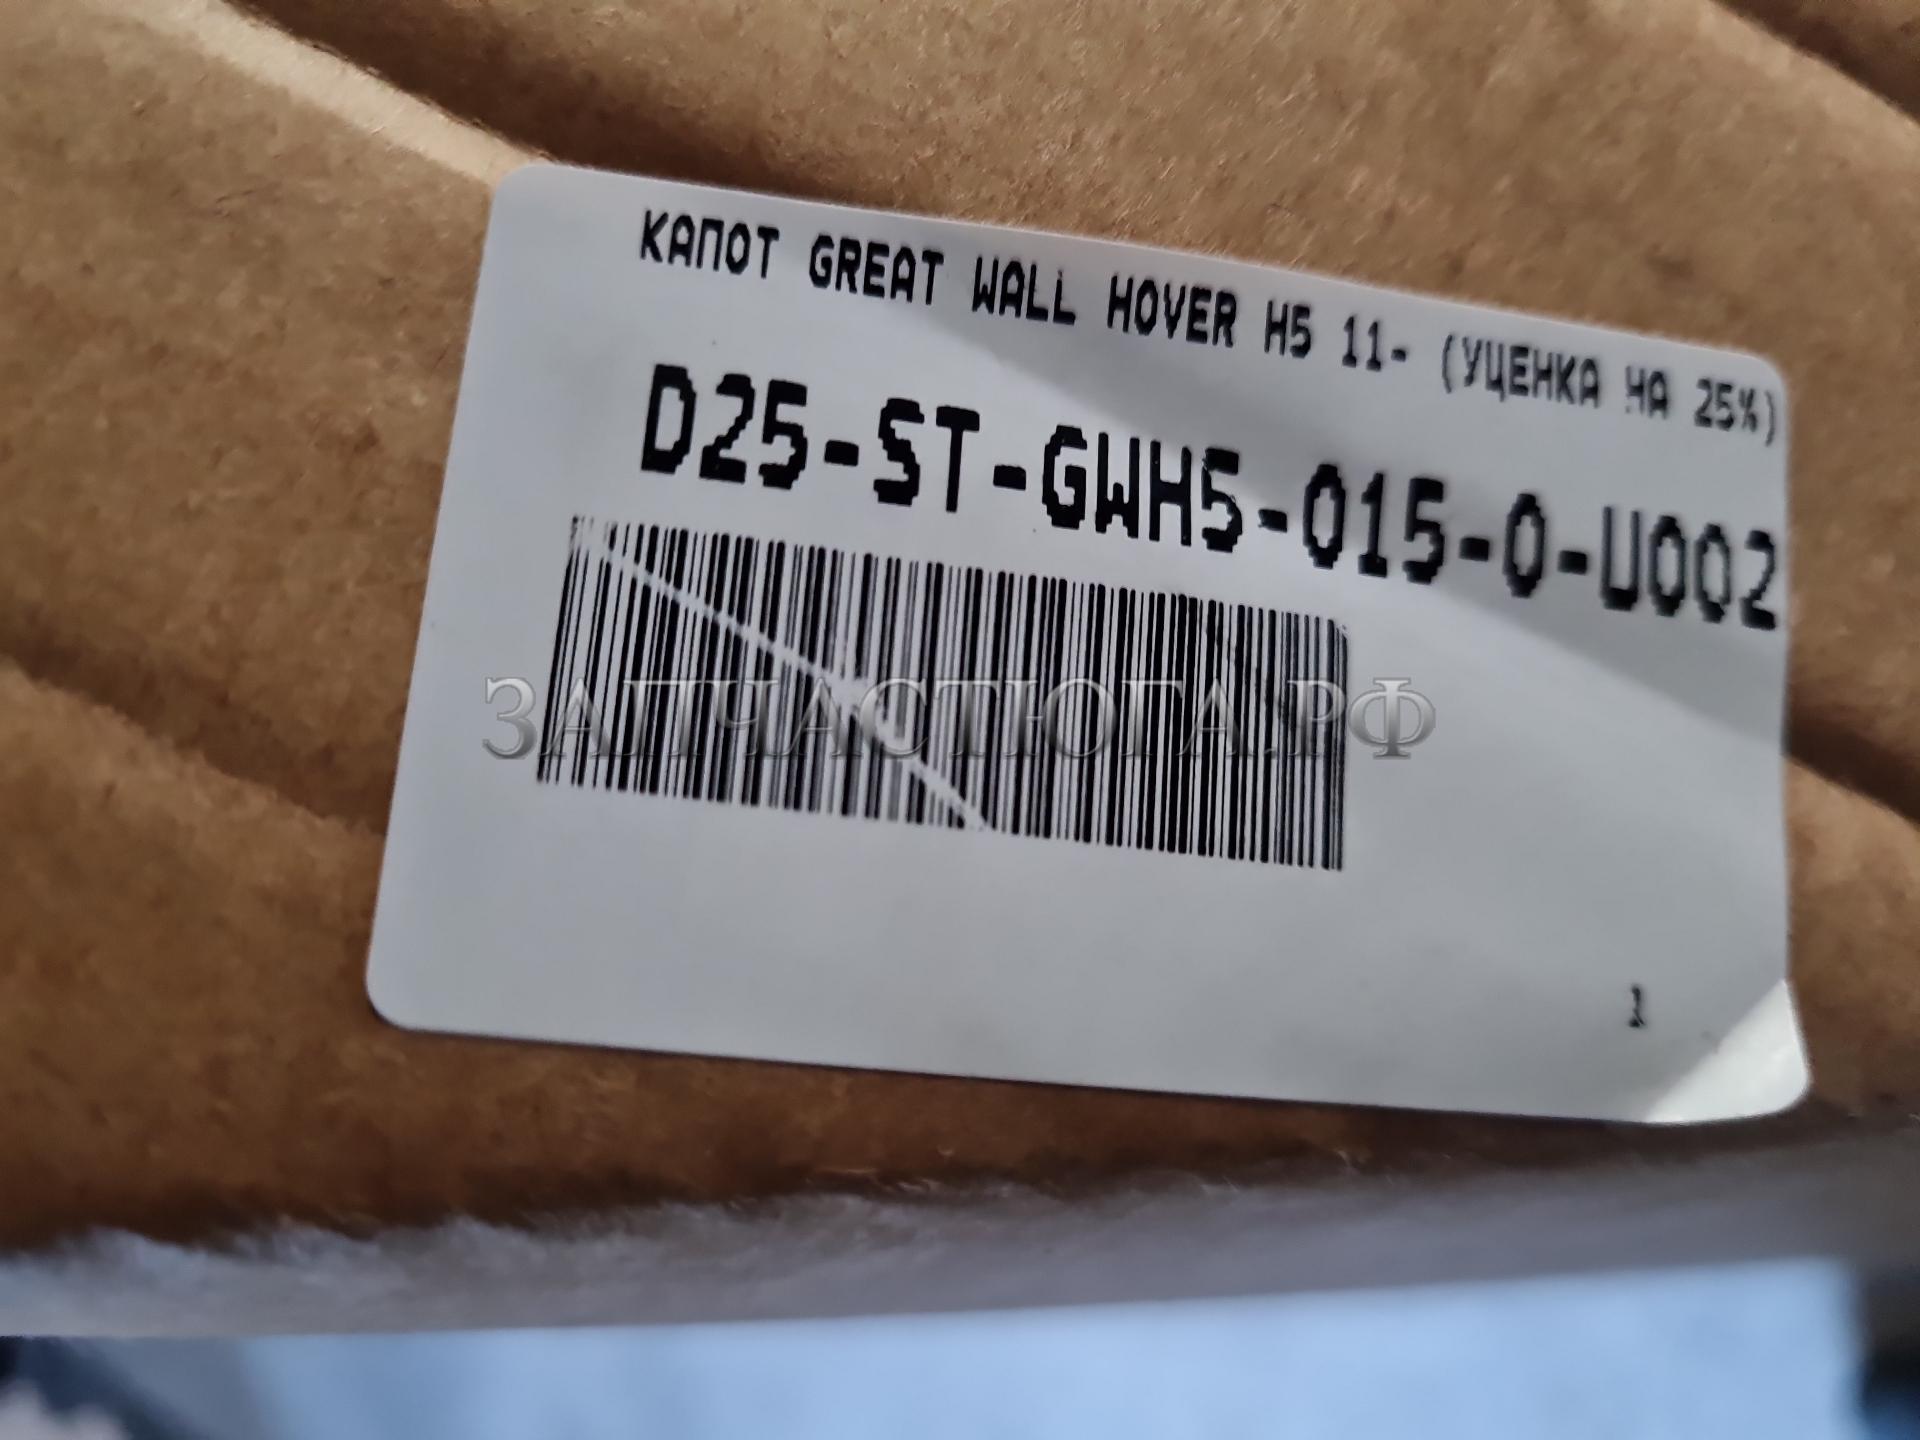 КАПОТ GREAT WALL HOVER H5 11- (УЦЕНКА НА 25%)
D25-ST-GWH5-015-0-U002
ЗАПЧАСТЮГА.РФ
1